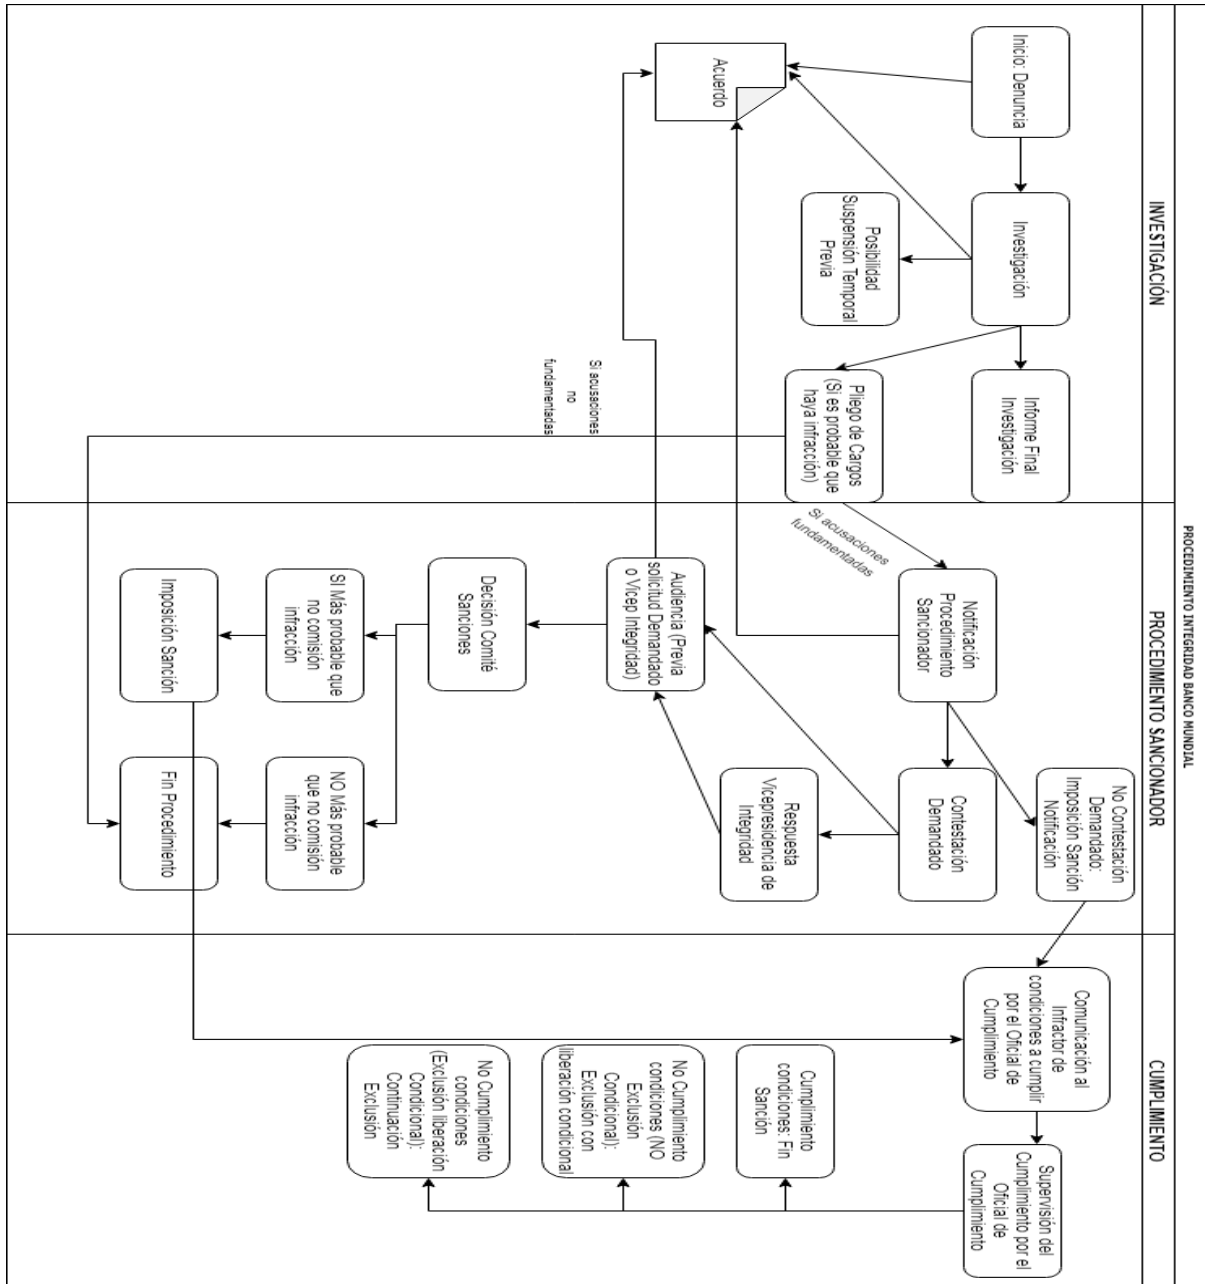 PROCEDIMIENTO INTEGRIDAD BANCO MUNDIAL
INVESTIGACIÓN
PROCEDIMIENTO SANCIONADOR
CUMPLIMIENTO
Inicio: Denuncia
Investigación
Informe Final
Investigación
Acuerdo
Posibilidad
Suspensión Temporal
Previa
Pliego de Cargos
(Si es probable que
haya infracción)
Si acusaciones
no
fundamentadas
Si acusaciones
fundamentadas
Notificación
Procedimiento
Sancionador
No Contestación
Demandado:
Imposición Sanción
Notificación
Contestación
Demandado
Respuesta
Vicepresidencia de
Integridad
Audiencia (Previa
solicitud Demandado
o Vicep Integridad)
Decisión Comité
Sanciones
SI Más probable que
no comisión
infracción
NO Más probable
que no comisión
infracción
Imposición Sanción
Fin Procedimiento
Comunicación al
Infractor de
condiciones a cumplir
por el Oficial de
Cumplimiento
Supervisión del
Cumplimiento por el
Oficial de
Cumplimiento
Cumplimiento
condiciones: Fin
Sanción
No Cumplimiento
condiciones (NO
Exclusión
Condicional):
Exclusión con
liberación condicional
No Cumplimiento
condiciones
(Exclusión liberación
Condicional):
Continuación
Exclusión